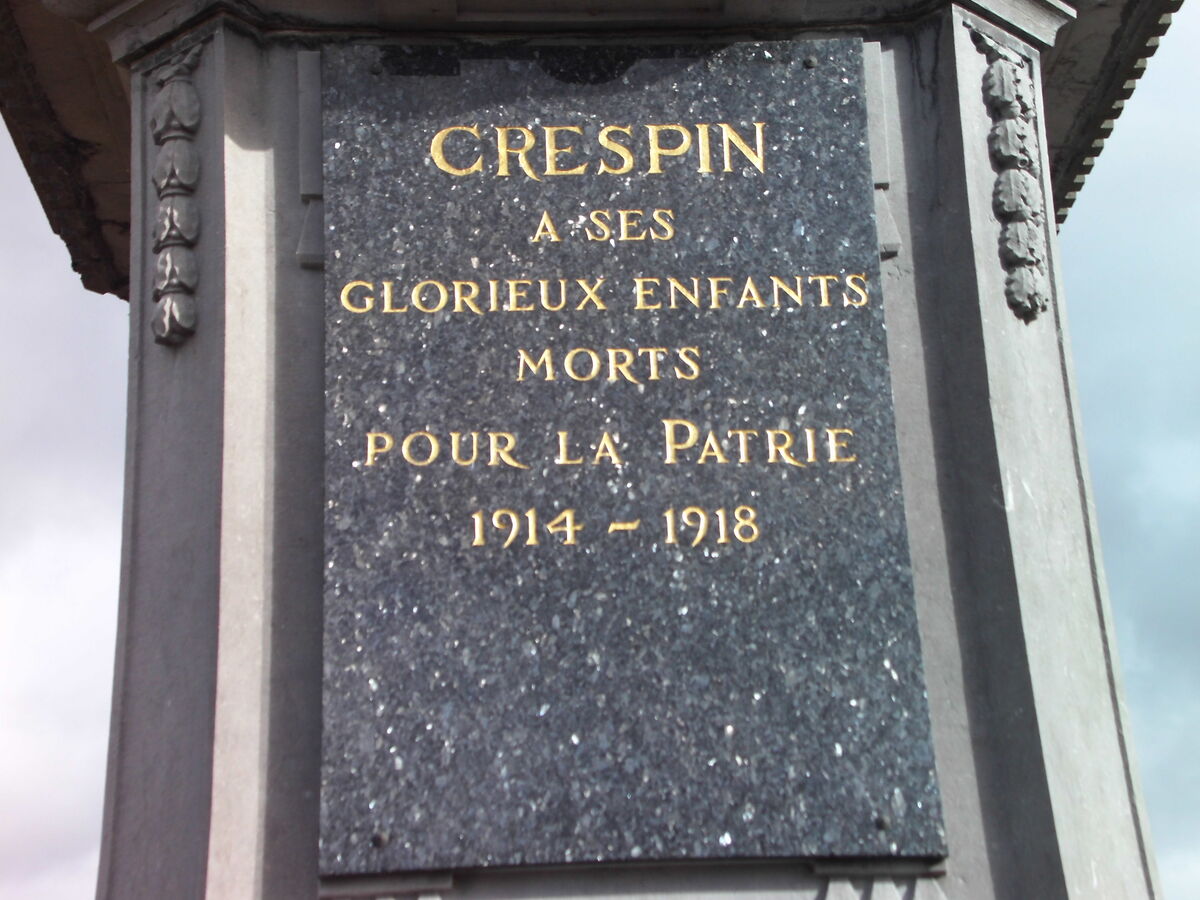 CRESPIN
A SES
GLORIEUX ENFANTS
MORTS
POUR LA PATRIE
1914 - 1918